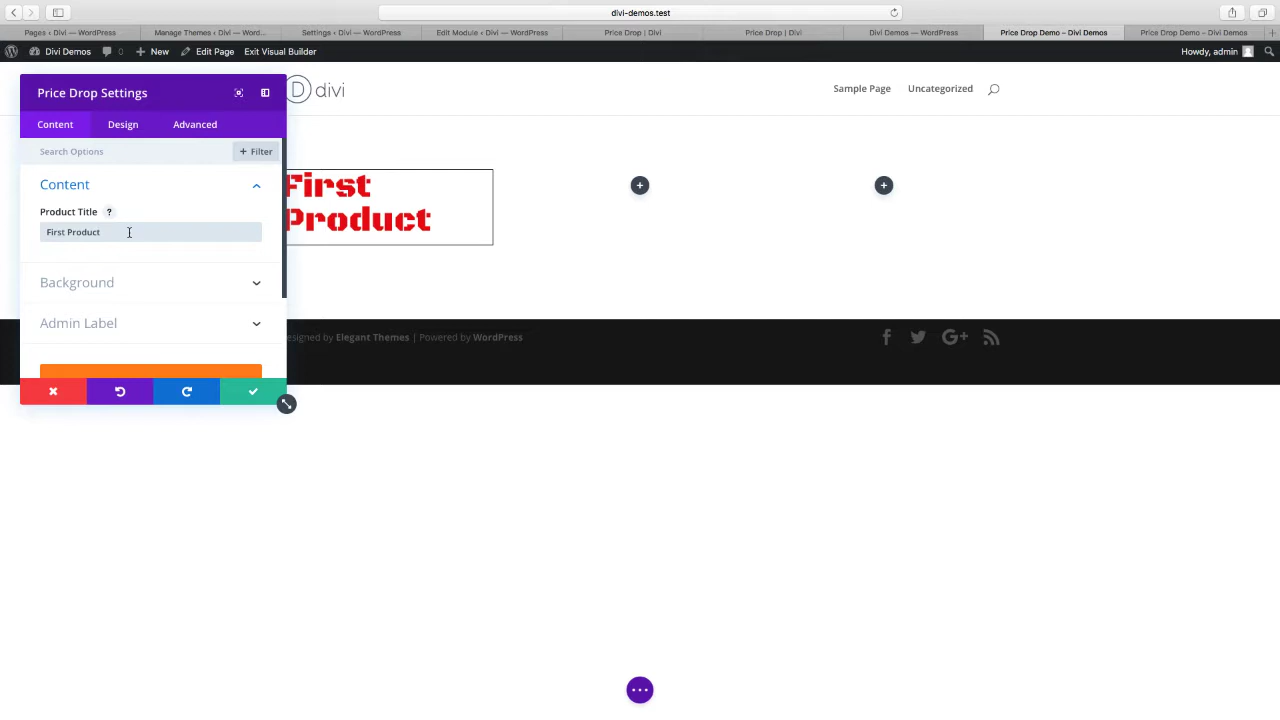 divi-demos.test
Pages ‹ Divi — WordPress
Manage Themes ‹ Divi — Word...
Settings ‹ Divi — WordPress
Edit Module ‹ Divi — WordPress
Price Drop | Divi
Price Drop | Divi
Divi Demos — WordPress
Price Drop Demo – Divi Demos
Price Drop Demo – Divi Demos
Divi Demos
0
New
Edit Page
Exit Visual Builder
Howdy, admin
Price Drop Settings
D divi
Sample Page
Uncategorized
Content
Design
Advanced
Search Options
+ Filter
Content
Product Title ?
First Product
First
Product
Background
Admin Label
esigned by Elegant Themes | Powered by WordPress